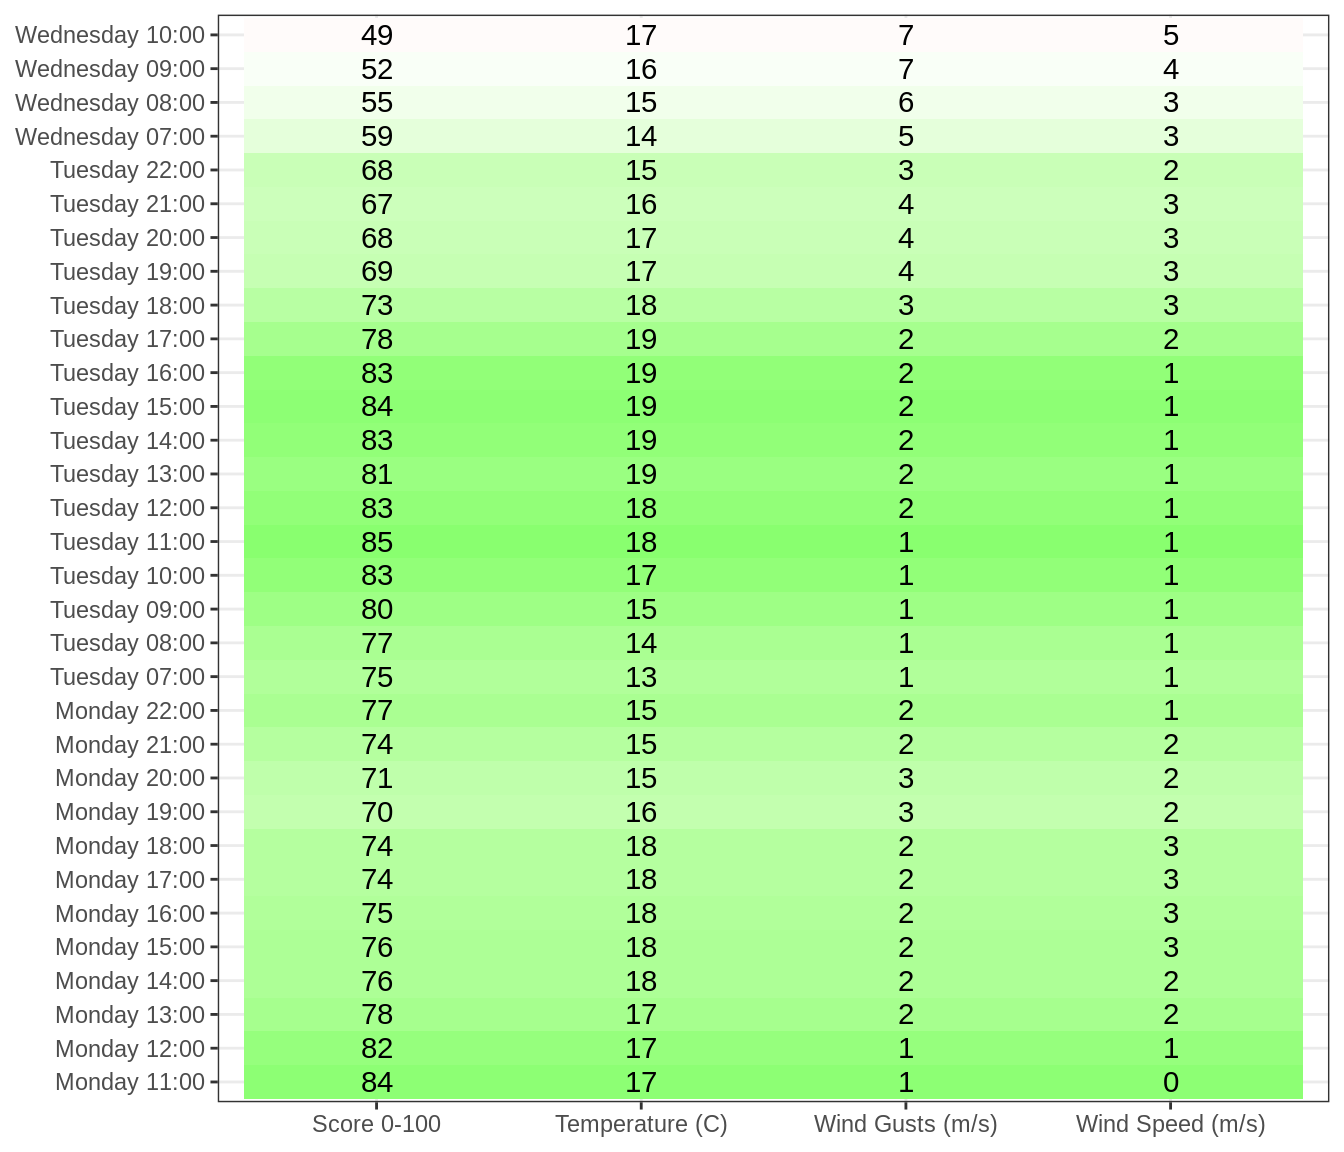 Wednesday 10:00 49 17 7 5
Wednesday 09:00 52 16 7 4
Wednesday 08:00 55 15 6 3
Wednesday 07:00 59 14 5 3
Tuesday 22:00 68 15 3 2
Tuesday 21:00 67 16 4 3
Tuesday 20:00 68 17 4 3
Tuesday 19:00 69 17 4 3
Tuesday 18:00 73 18 3 3
Tuesday 17:00 78 19 2 2
Tuesday 16:00 83 19 2 1
Tuesday 15:00 84 19 2 1
Tuesday 14:00 83 19 2 1
Tuesday 13:00 81 19 2 1
Tuesday 12:00 83 18 2 1
Tuesday 11:00 85 18 1 1
Tuesday 10:00 83 17 1 1
Tuesday 09:00 80 15 1 1
Tuesday 08:00 77 14 1 1
Tuesday 07:00 75 13 1 1
Monday 22:00 77 15 2 1
Monday 21:00 74 15 2 2
Monday 20:00 71 15 3 2
Monday 19:00 70 16 3 2
Monday 18:00 74 18 2 3
Monday 17:00 74 18 2 3
Monday 16:00 75 18 2 3
Monday 15:00 76 18 2 3
Monday 14:00 76 18 2 2
Monday 13:00 78 17 2 2
Monday 12:00 82 17 1 1
Monday 11:00 84 17 1 0
Score 0-100 Temperature (C) Wind Gusts (m/s) Wind Speed (m/s)